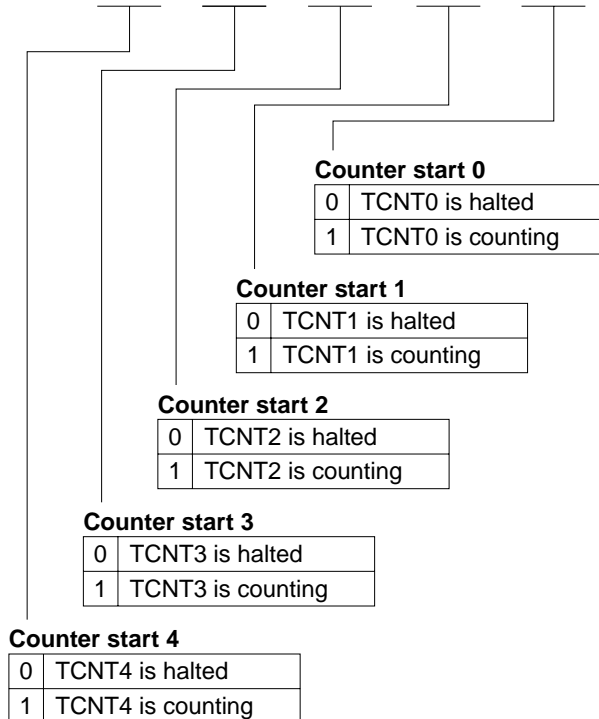 Counter start 0
0 TCNT0 is halted
1 TCNT0 is counting
Counter start 1
0 TCNT1 is halted
1 TCNT1 is counting
Counter start 2
0 TCNT2 is halted
1 TCNT2 is counting
Counter start 3
0 TCNT3 is halted
1 TCNT3 is counting
Counter start 4
0 TCNT4 is halted
1 TCNT4 is counting